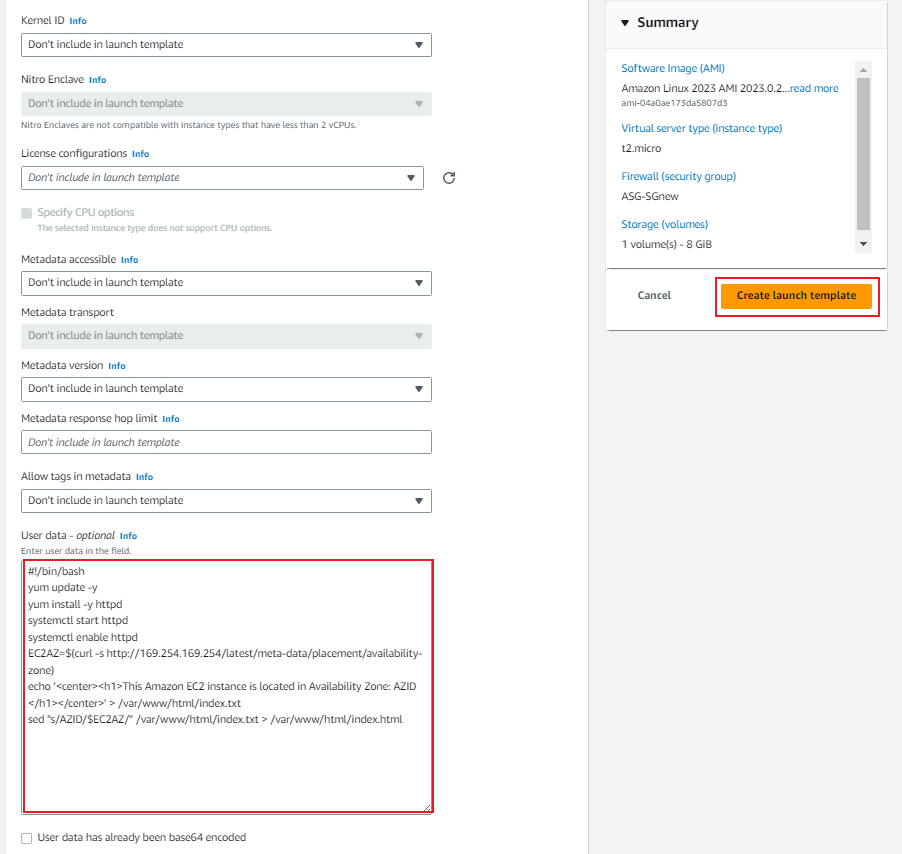 Kernel ID Info
Don't include in launch template
Nitro Enclave Info
Don't include in launch template
Nitro Enclaves are not compatible with instance types that have less than 2 vCPUs.
License configurations Info
Don't include in launch template
Specify CPU options
The selected instance type does not support CPU options.
Metadata accessible Info
Don't include in launch template
Metadata transport
Don't include in launch template
Metadata version Info
Don't include in launch template
Metadata response hop limit Info
Don't include in launch template
Allow tags in metadata Info
Don't include in launch template
User data - optional Info
Enter user data in the field.
#!/bin/bash
yum update -y
yum install -y httpd
systemctl start httpd
systemctl enable httpd
EC2AZ=$(curl -s http://169.254.169.254/latest/meta-data/placement/availability-
zone)
echo '<center><h1>This Amazon EC2 instance is located in Availability Zone: AZID
</h1></center>' > /var/www/html/index.txt
sed "s/AZID/$EC2AZ/" /var/www/html/index.txt > /var/www/html/index.html
User data has already been base64 encoded
Summary
Software Image (AMI)
Amazon Linux 2023 AMI 2023.0.2...read more
ami-04a0ae173da5807d3
Virtual server type (instance type)
t2.micro
Firewall (security group)
ASG-SGnew
Storage (volumes)
1 volume(s) - 8 GiB
Cancel
Create launch template